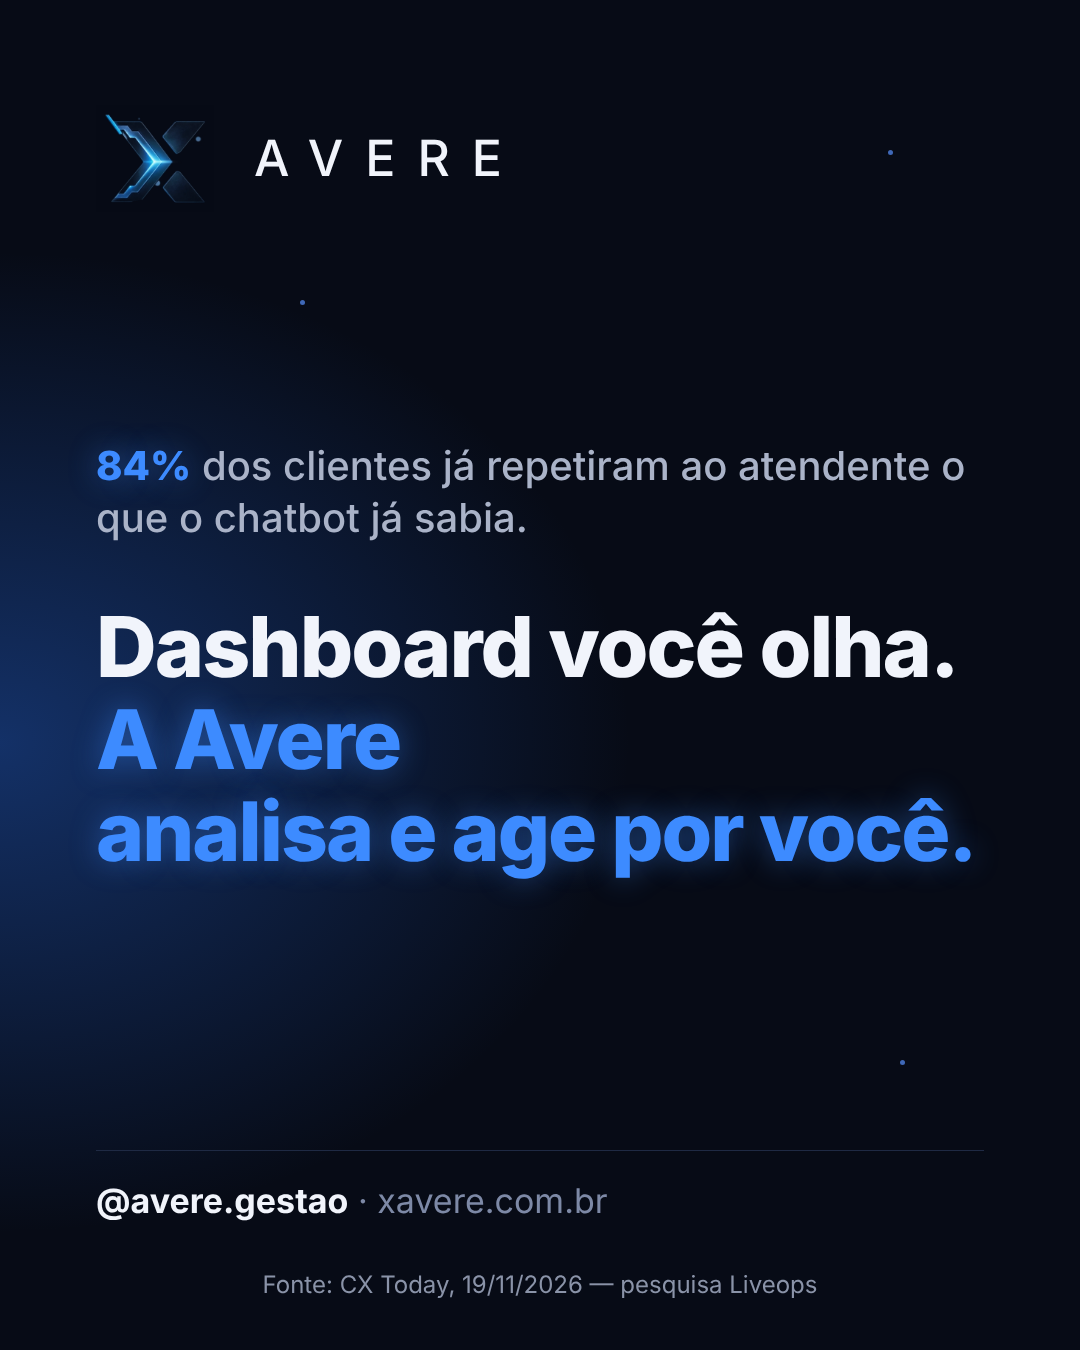 AVERE
84% dos clientes já repetiram ao atendente o
que o chatbot já sabia.
Dashboard você olha.
A Avere
analisa e age por você.
@avere.gestao · xavere.com.br
Fonte: CX Today, 19/11/2026 — pesquisa Liveops